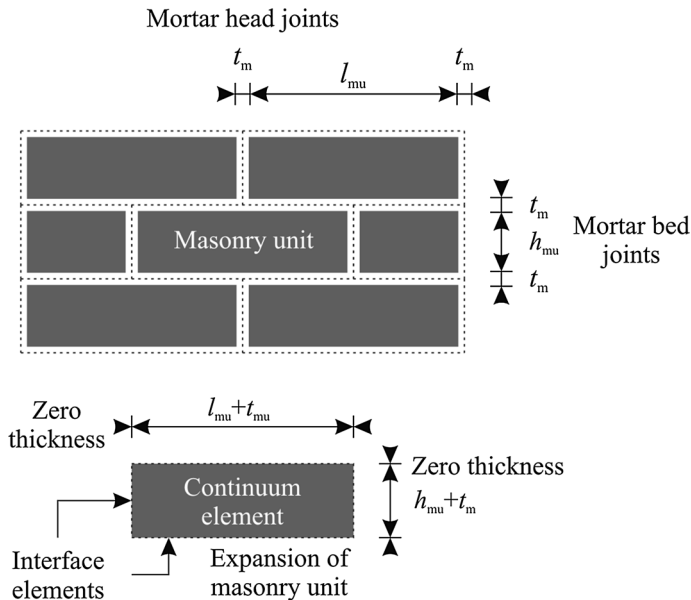 Mortar head joints
tm
tm
lmu
Masonry unit
tm
hmu
tm
Mortar bed
joints
Zero
thickness
lmu+tmu
Continuum
element
Zero thickness
hmu+tm
Interface
elements
Expansion of
masonry unit